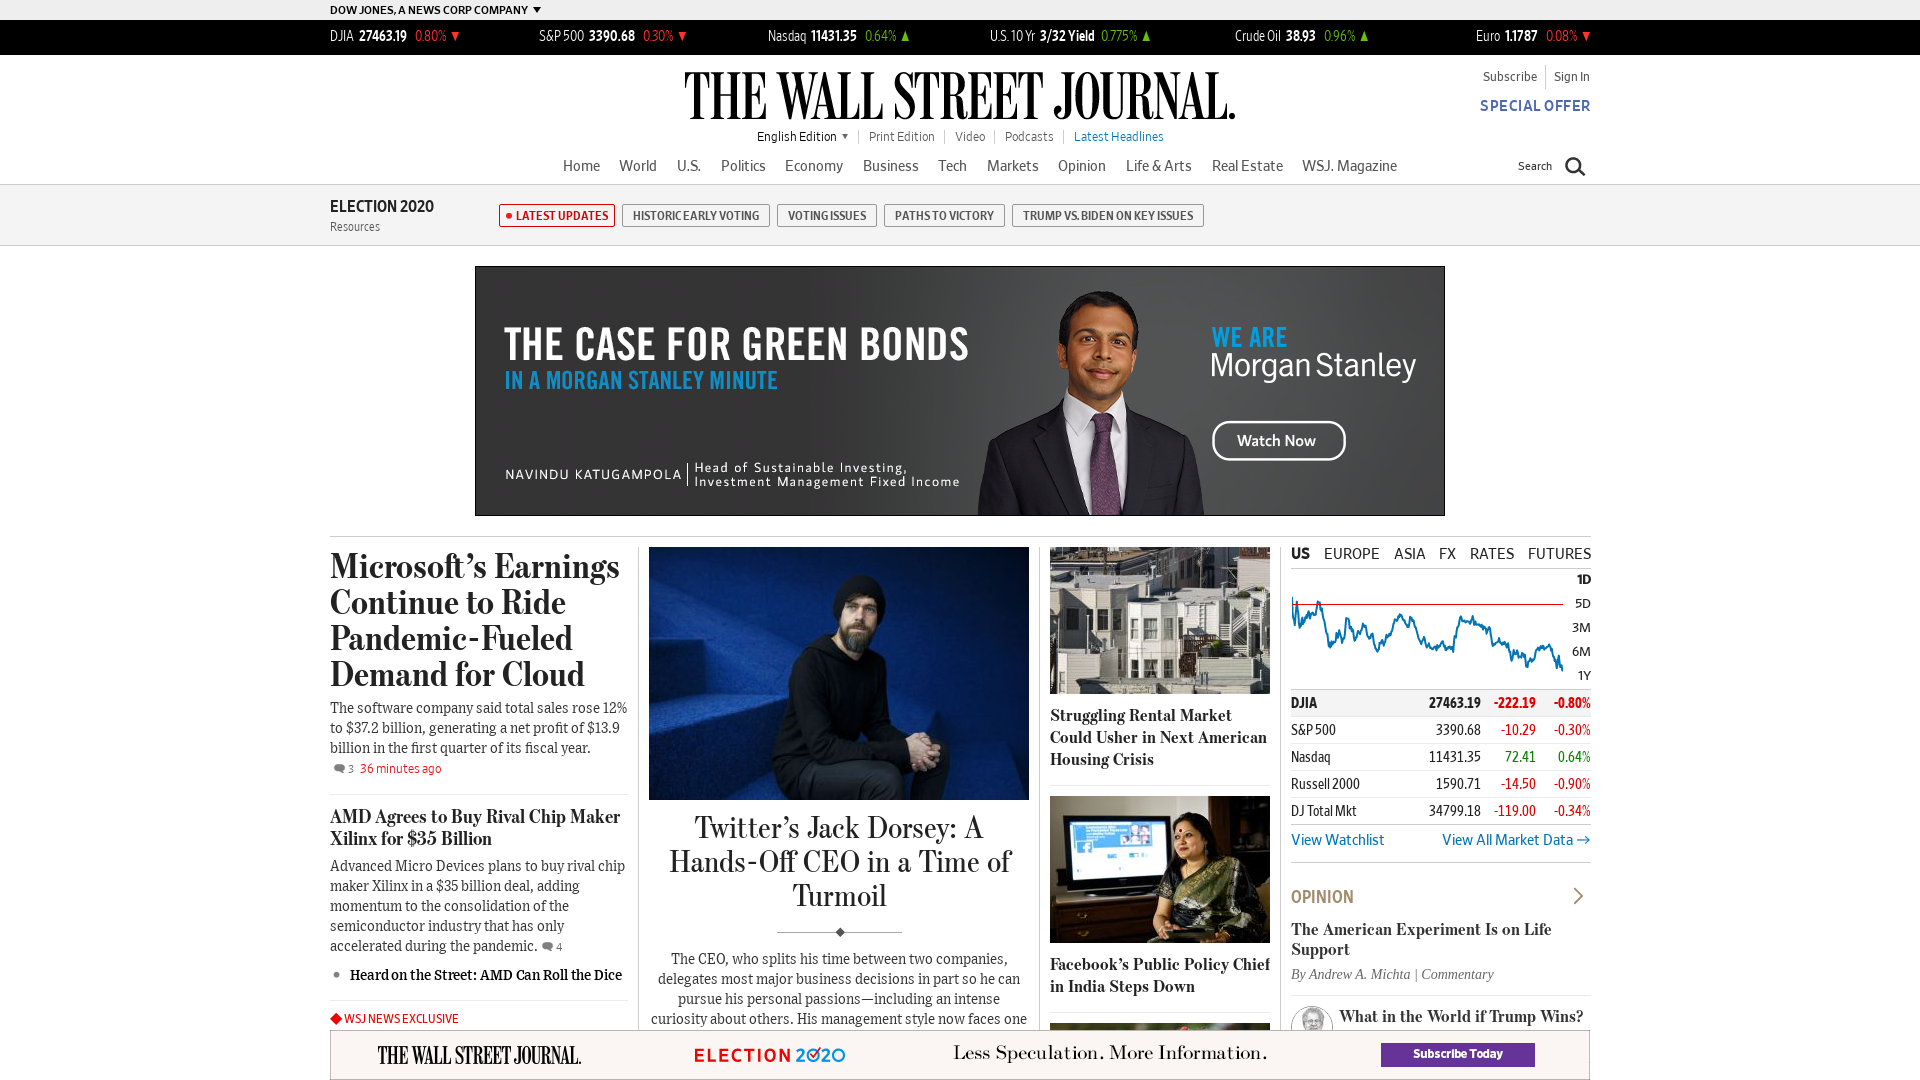 DOW JONES, A NEWS CORP COMPANY
DJIA 27463.19 0.80% S&P 500 3390.68 0.30% Nasdaq 11431.35 0.64% U.S. 10 Yr 3/32 Yield 0.775% Crude Oil 38.93 0.96% Euro 1.1787 0.08%
Subscribe Sign In
THE WALL STREET JOURNAL.
SPECIAL OFFER
English Edition Print Edition Video Podcasts Latest Headlines
Home World U.S. Politics Economy Business Tech Markets Opinion Life & Arts Real Estate WSJ. Magazine Search
ELECTION 2020
Resources
LATEST UPDATES HISTORIC EARLY VOTING VOTING ISSUES PATHS TO VICTORY TRUMP VS. BIDEN ON KEY ISSUES
THE CASE FOR GREEN BONDS
IN A MORGAN STANLEY MINUTE
NAVINDU KATUGAMPOLA
Head of Sustainable Investing,
Investment Management Fixed Income
WE ARE
Morgan Stanley
Watch Now
Microsoft's Earnings
Continue to Ride
Pandemic-Fueled
Demand for Cloud
The software company said total sales rose 12%
to $37.2 billion, generating a net profit of $13.9
billion in the first quarter of its fiscal year.
3 36 minutes ago
AMD Agrees to Buy Rival Chip Maker
Xilinx for $35 Billion
Advanced Micro Devices plans to buy rival chip
maker Xilinx in a $35 billion deal, adding
momentum to the consolidation of the
semiconductor industry that has only
accelerated during the pandemic. 4
Heard on the Street: AMD Can Roll the Dice
WSJ NEWS EXCLUSIVE
Twitter's Jack Dorsey: A
Hands-Off CEO in a Time of
Turmoil
The CEO, who splits his time between two companies,
delegates most major business decisions in part so he can
pursue his personal passions—including an intense
curiosity about others. His management style now faces one
Struggling Rental Market
Could Usher in Next American
Housing Crisis
Facebook's Public Policy Chief
in India Steps Down
US EUROPE ASIA FX RATES FUTURES
1D
5D
3M
6M
1Y
DJIA 27463.19 -222.19 -0.80%
S&P 500 3390.68 -10.29 -0.30%
Nasdaq 11431.35 72.41 0.64%
Russell 2000 1590.71 -14.50 -0.90%
DJ Total Mkt 34799.18 -119.00 -0.34%
View Watchlist View All Market Data
OPINION
The American Experiment Is on Life
Support
By Andrew A. Michta | Commentary
What in the World if Trump Wins?
THE WALL STREET JOURNAL. ELECTION 2020 Less Speculation. More Information. Subscribe Today